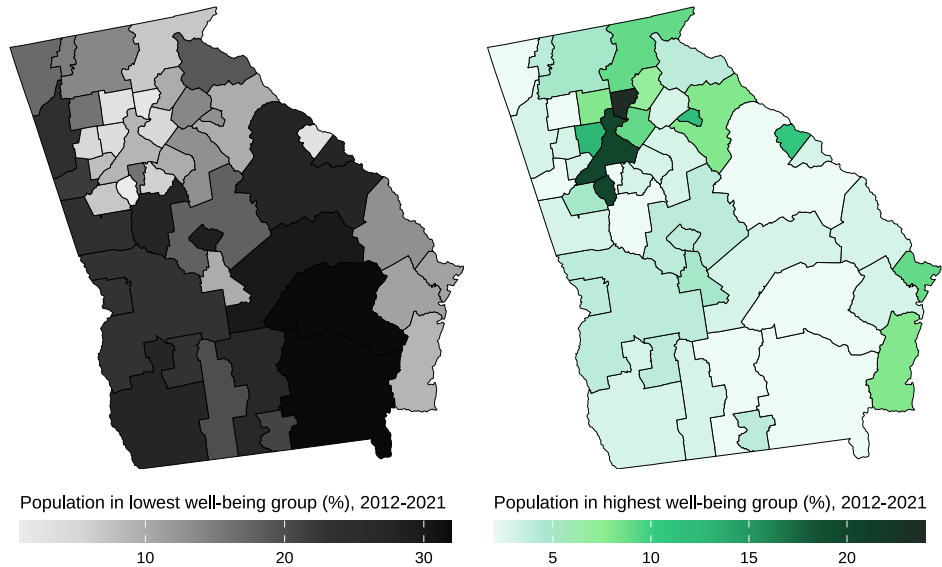 Population in lowest well-being group (%), 2012-2021
10 20 30
Population in highest well-being group (%), 2012-2021
5 10 15 20